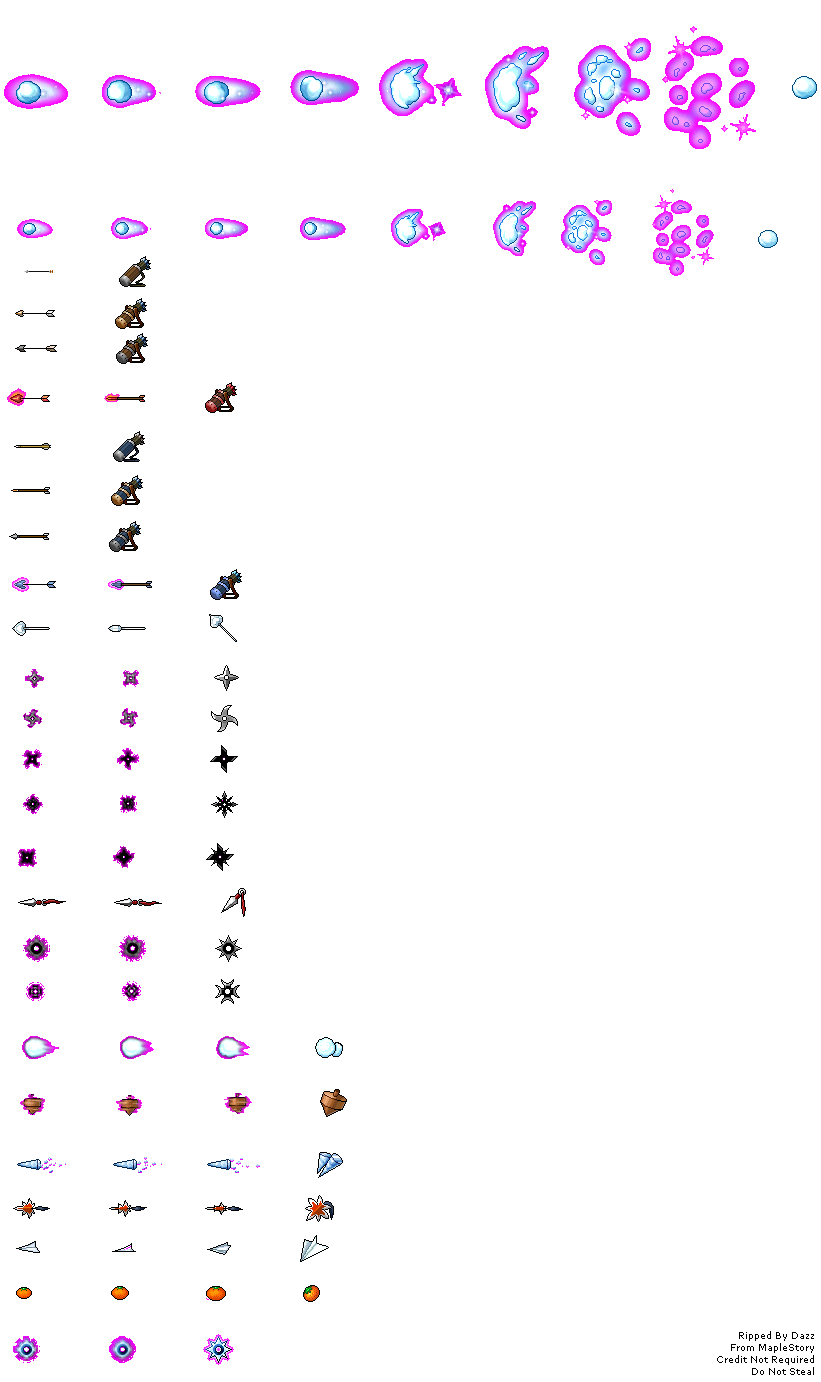 Ripped By Dazz
From MapleStory
Credit Not Required
Do Not Steal